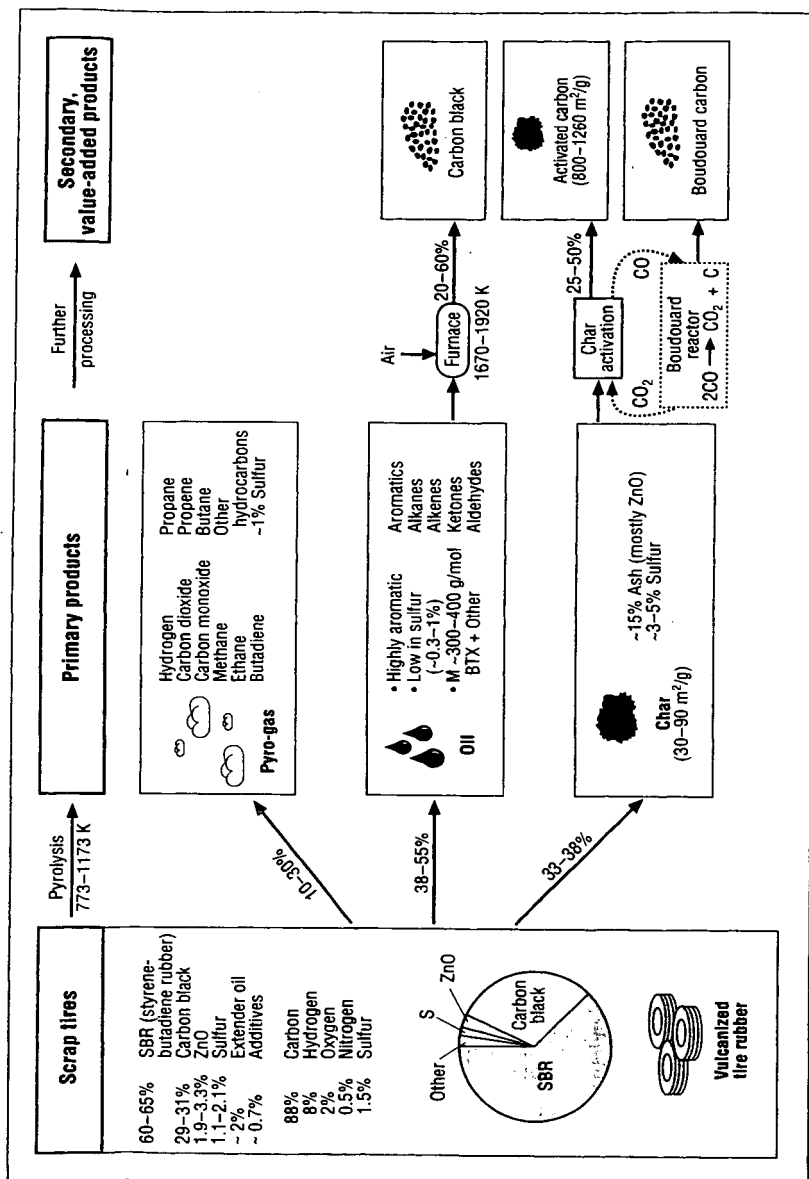 Scrap tires
Pyrolysis
773–1173 K
Primary products
Further
processing
Secondary,
value-added products
60–65% SBR (styrene-
butadiene rubber)
29–31% Carbon black
1.9–3.3% ZnO
1.1–2.1% Sulfur
~ 2% Extender oil
~ 0.7% Additives
88% Carbon
8% Hydrogen
2% Oxygen
0.5% Nitrogen
1.5% Sulfur
Other
S
ZnO
Carbon
black
SBR
Vulcanized
tire rubber
10–30%
38–55%
33–38%
Pyro-gas
Hydrogen
Carbon dioxide
Carbon monoxide
Methane
Ethane
Butadiene
Propane
Propene
Butane
Other
hydrocarbons
~1% Sulfur
Oil
• Highly aromatic
• Low in sulfur
(~0.3–1%)
• M ~300–400 g/mol
BTX + Other
Aromatics
Alkanes
Alkenes
Ketones
Aldehydes
Char
(30–90 m²/g)
~15% Ash (mostly ZnO)
~3–5% Sulfur
Air
Furnace
1670–1920 K
20–60%
Carbon black
Char
activation
25–50%
Activated carbon
(800–1260 m²/g)
CO₂
CO
Boudouard
reactor
2CO → CO₂ + C
Boudouard carbon